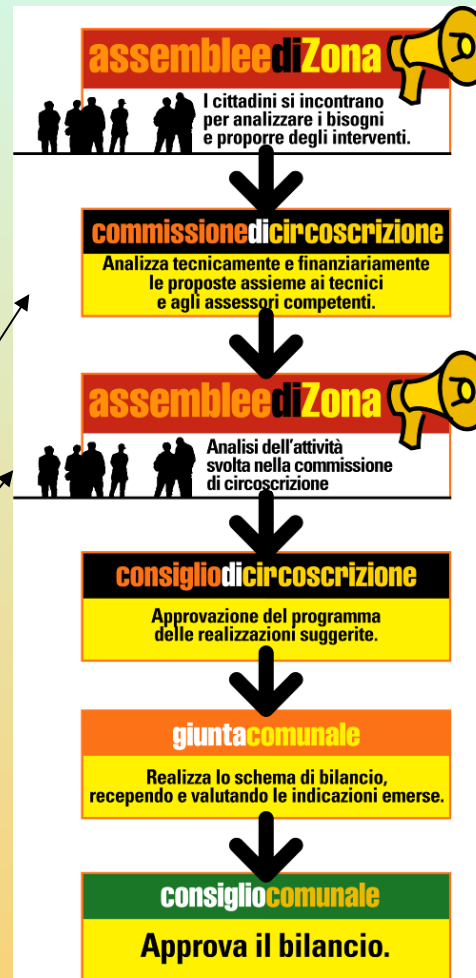 assembleediZona
I cittadini si incontrano
per analizzare i bisogni
e proporre degli interventi.
commissionedicircoscrizione
Analizza tecnicamente e finanziariamente
le proposte assieme ai tecnici
e agli assessori competenti.
assembleediZona
Analisi dell'attività
svolta nella commissione
di circoscrizione
consigliodicircoscrizione
Approvazione del programma
delle realizzazioni suggerite.
giuntacomunale
Realizza lo schema di bilancio,
recependo e valutando le indicazioni emerse.
consigliocomunale
Approva il bilancio.